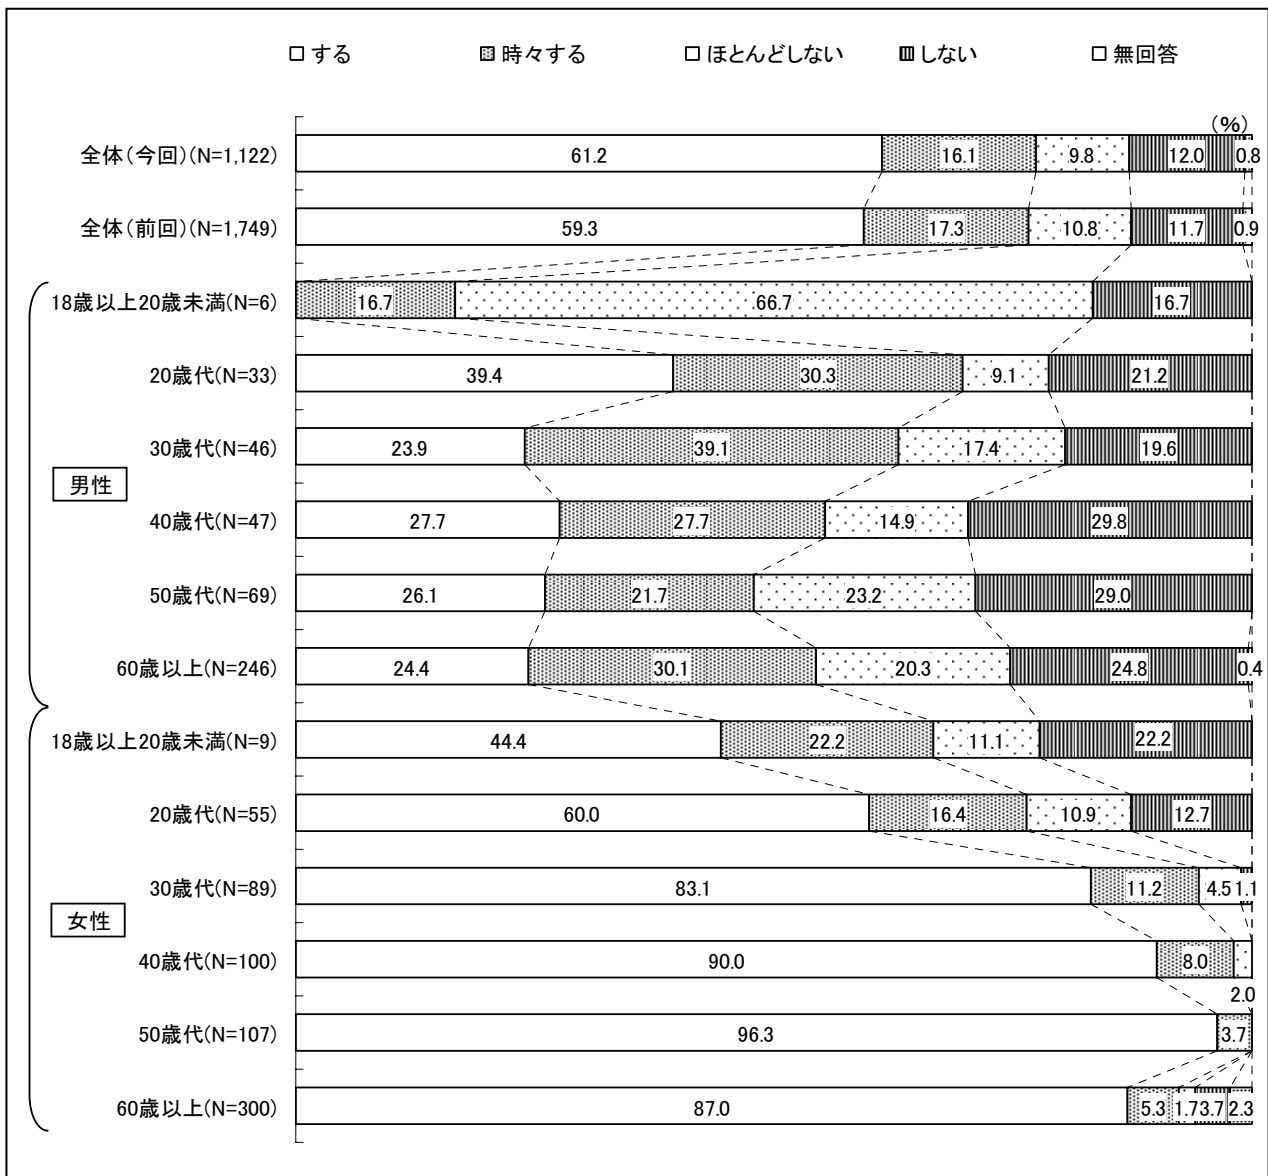 する 時々する ほとんどしない しない 無回答
(%)
全体(今回)(N=1,122) 61.2 16.1 9.8 12.0 0.8
全体(前回)(N=1,749) 59.3 17.3 10.8 11.7 0.9
18歳以上20歳未満(N=6) 16.7 66.7 16.7
20歳代(N=33) 39.4 30.3 9.1 21.2
30歳代(N=46) 23.9 39.1 17.4 19.6
男性
40歳代(N=47) 27.7 27.7 14.9 29.8
50歳代(N=69) 26.1 21.7 23.2 29.0
60歳以上(N=246) 24.4 30.1 20.3 24.8 0.4
18歳以上20歳未満(N=9) 44.4 22.2 11.1 22.2
20歳代(N=55) 60.0 16.4 10.9 12.7
30歳代(N=89) 83.1 11.2 4.5 1.1
女性
40歳代(N=100) 90.0 8.0 2.0
50歳代(N=107) 96.3 3.7
60歳以上(N=300) 87.0 5.3 1.7 3.7 2.3